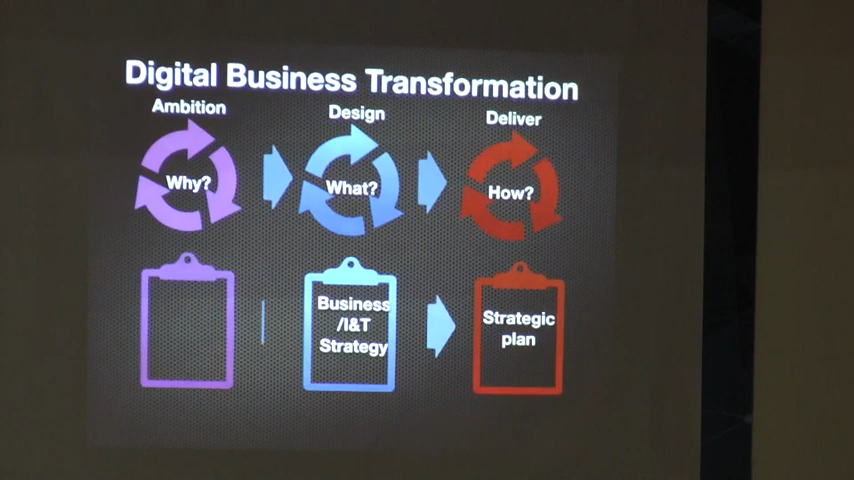 Digital Business Transformation
Ambition
Design
Deliver
Why?
What?
How?
Business
/I&T
Strategy
Strategic
plan